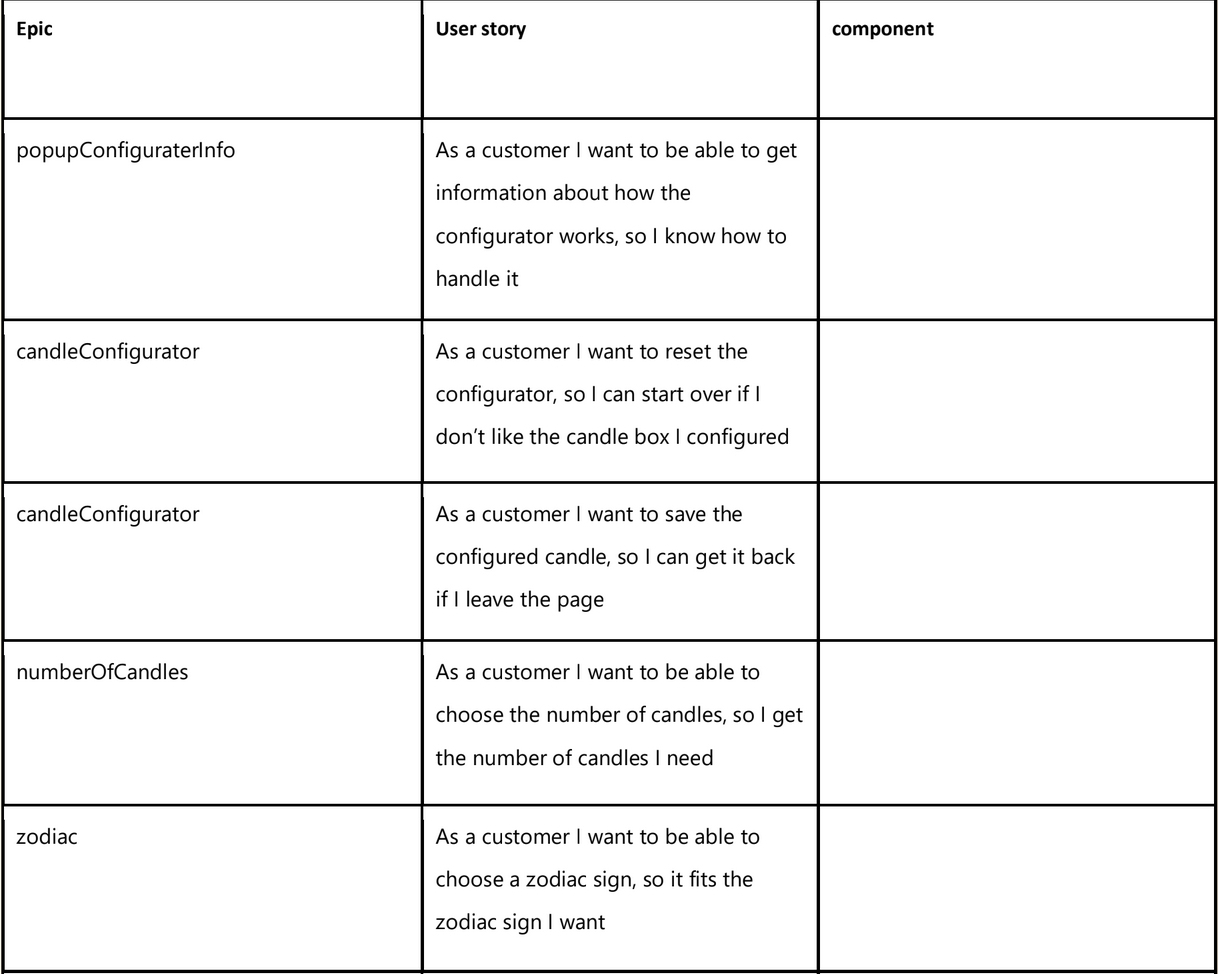 Epic
User story
component
popupConfiguraterInfo
As a customer I want to be able to get
information about how the
configurator works, so I know how to
handle it
candleConfigurator
As a customer I want to reset the
configurator, so I can start over if I
don’t like the candle box I configured
candleConfigurator
As a customer I want to save the
configured candle, so I can get it back
if I leave the page
numberOfCandles
As a customer I want to be able to
choose the number of candles, so I get
the number of candles I need
zodiac
As a customer I want to be able to
choose a zodiac sign, so it fits the
zodiac sign I want